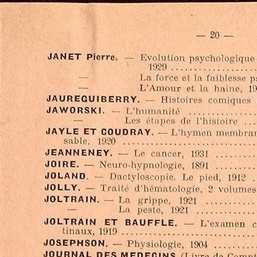 — 20 —
JANET Pierre. — Evolution psychologique
1929
— La force et la faiblesse
— L'Amour et la haine,
JAUREGUIBERRY. — Histoires comiques
JAWORSKI. — L'humanité
— Les étapes de l'histoire
JAYLE ET COUDRAY. — L'hymen
sable, 1920
JEANNENEY. — Le cancer, 1931
JOIRE. — Neuro-hypnologie, 1891
JOLAND. — Dactyloscopie. Le pied, 1912
JOLLY. — Traité d'hématologie, 2 volumes
JOLTRAIN. — La grippe, 1921
— La peste, 1921
JOLTRAIN ET BAUFFLE. — L'examen
tinaux, 1919
JOSEPHSON. — Physiologie, 1904
JOURNAL DES MEDECINS (Livre de